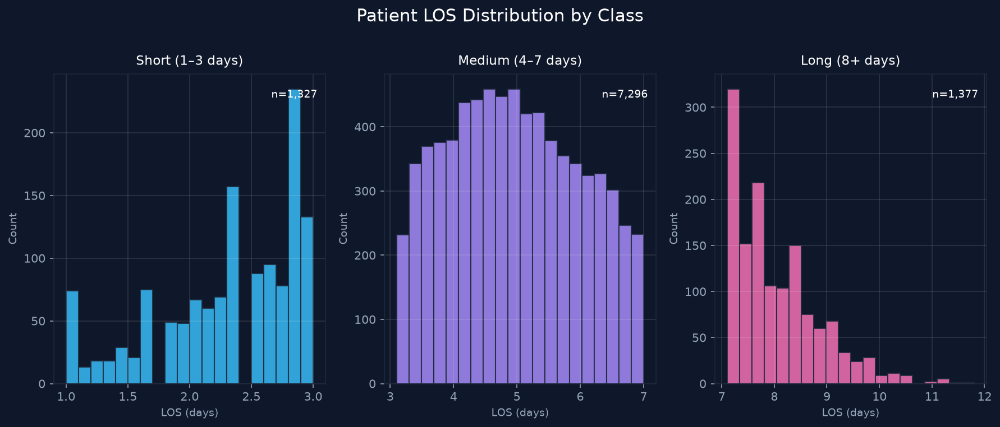 Patient LOS Distribution by Class
Short (1–3 days)
n=1,327
200
150
100
50
0
Count
1.0 1.5 2.0 2.5 3.0
LOS (days)
Medium (4–7 days)
n=7,296
400
300
200
100
0
Count
3 4 5 6 7
LOS (days)
Long (8+ days)
n=1,377
300
250
200
150
100
50
0
Count
7 8 9 10 11 12
LOS (days)